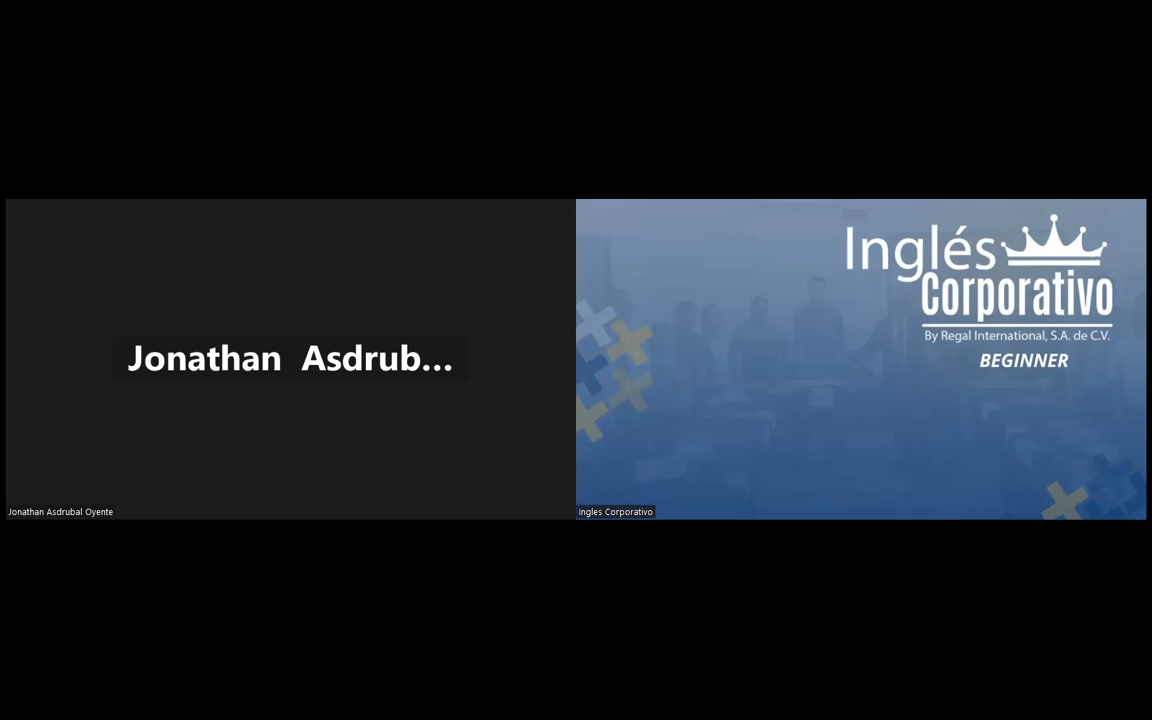 Jonathan Asdrub...
Jonathan Asdrubal Oyente
Inglés
Corporativo
By Regal International, S.A. de C.V.
BEGINNER
Ingles Corporativo